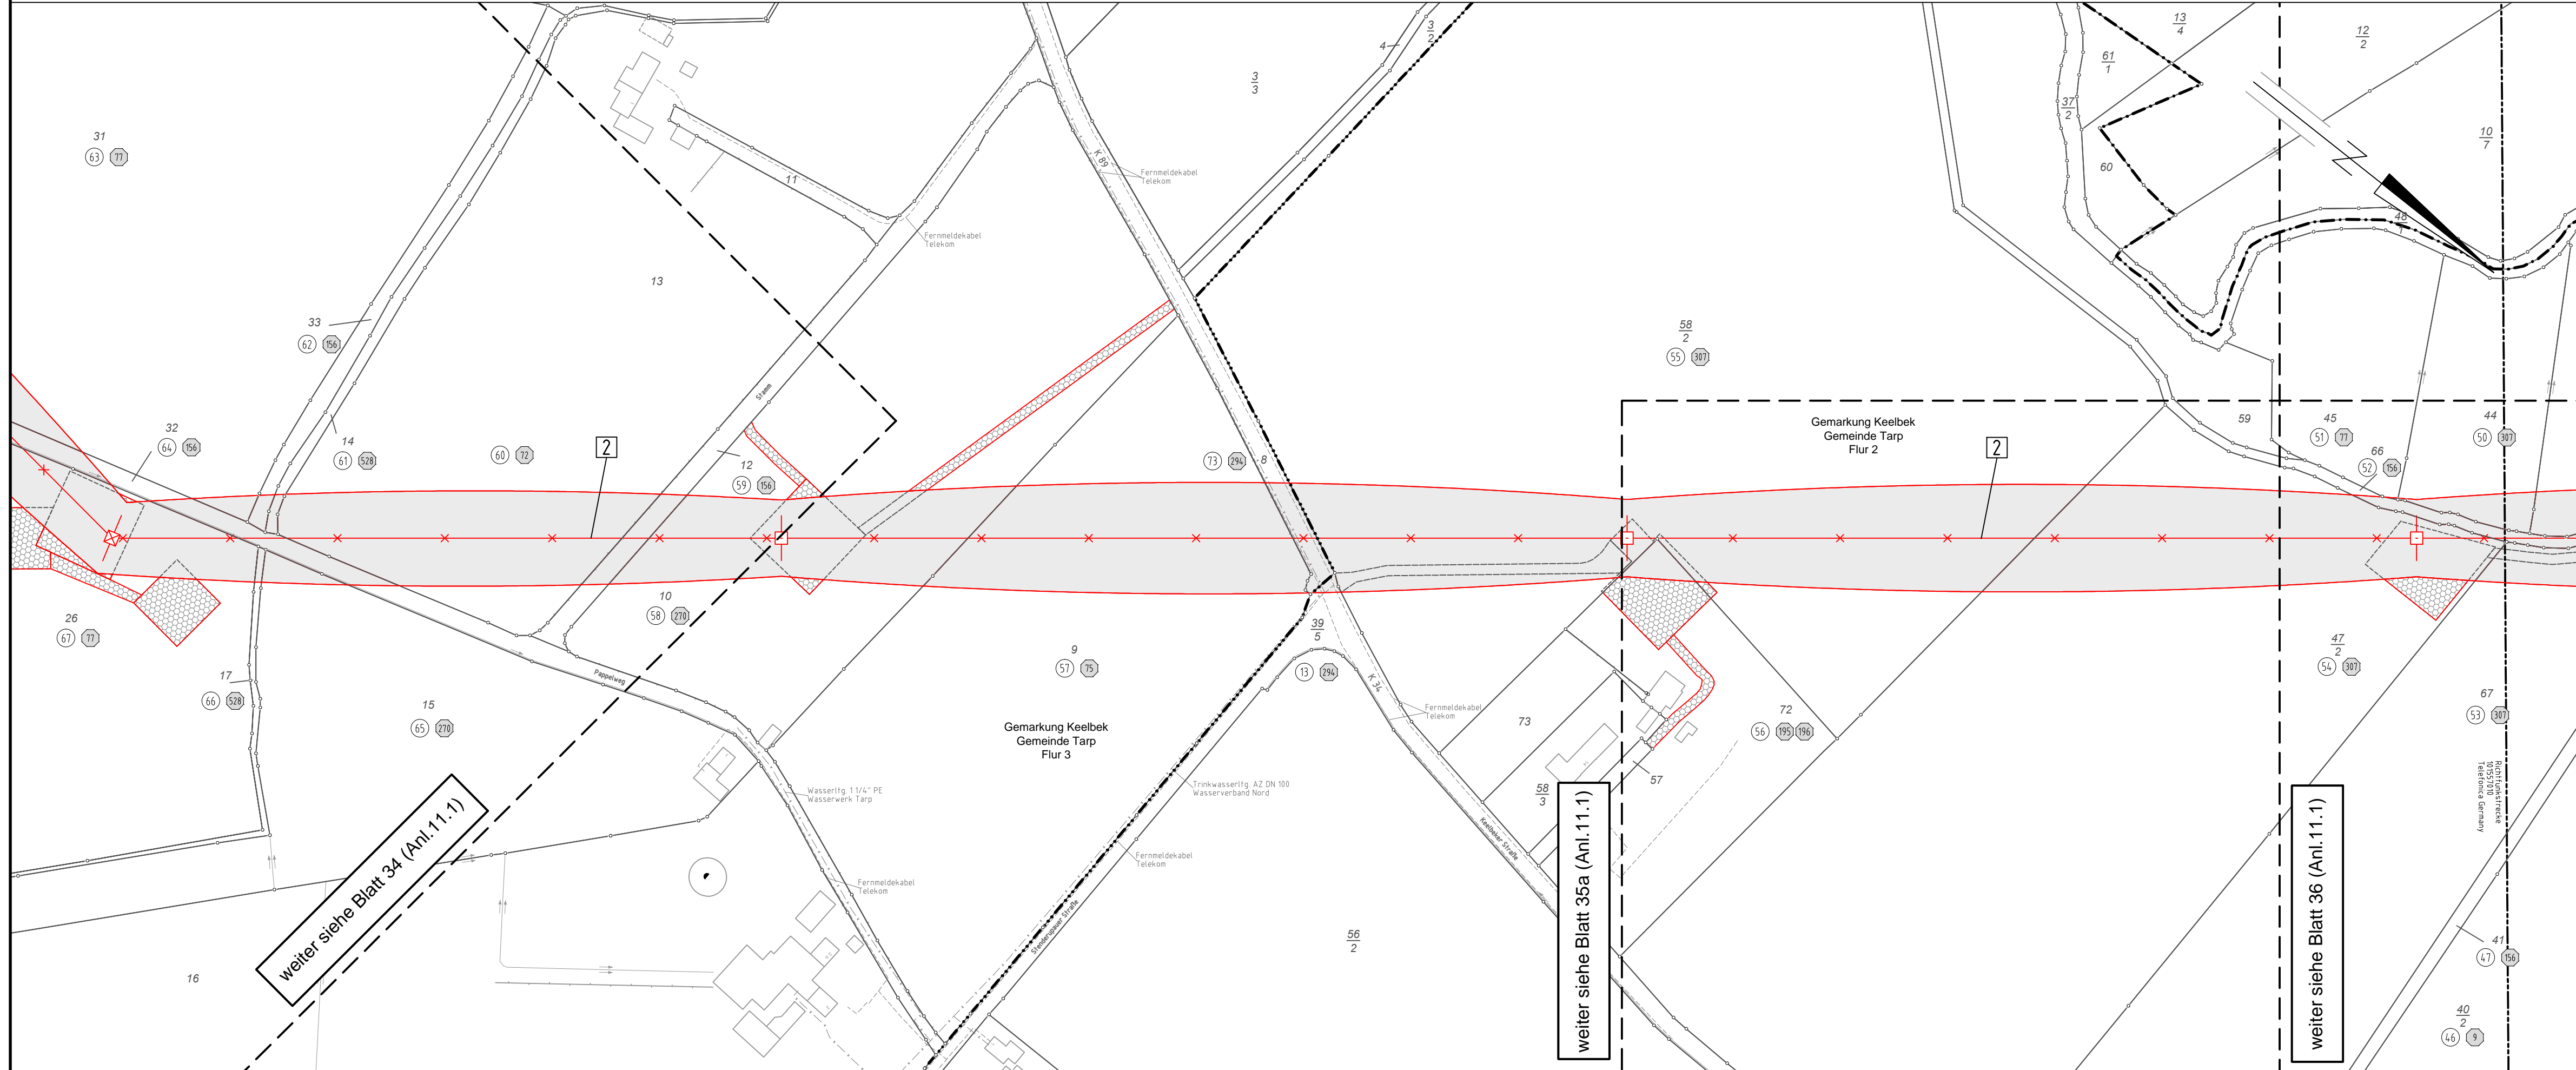 31
63 77
33
62 156
32
64 156
14
61 528
60 72
2
12
59 156
13
11
Stamm
Fernmeldekabel
Telekom
K 89
Fernmeldekabel
Telekom
3
3
4
3
2
73 294
8
58
2
55 307
Gemarkung Keelbek
Gemeinde Tarp
Flur 2
2
61
1
37
2
60
13
4
12
2
10
7
48
59
45
51 77
66
52 156
44
50 307
26
67 77
17
66 528
15
65 270
16
10
58 270
Pappelweg
9
57 75
Gemarkung Keelbek
Gemeinde Tarp
Flur 3
Wasserltg. 1 1/4" PE
Wasserwerk Tarp
Fernmeldekabel
Telekom
Trinkwasserltg. AZ DN 100
Wasserverband Nord
Fernmeldekabel
Telekom
Stenderupauer Straße
39
5
13 294
K 34
Fernmeldekabel
Telekom
Keelbeker Straße
56
2
73
58
3
57
72
56 195 196
47
2
54 307
67
53 307
Richtfunkstrecke
101557010
Telefonica Germany
41
47 156
40
2
46 9
weiter siehe Blatt 34 (Anl.11.1)
weiter siehe Blatt 35a (Anl.11.1)
weiter siehe Blatt 36 (Anl.11.1)